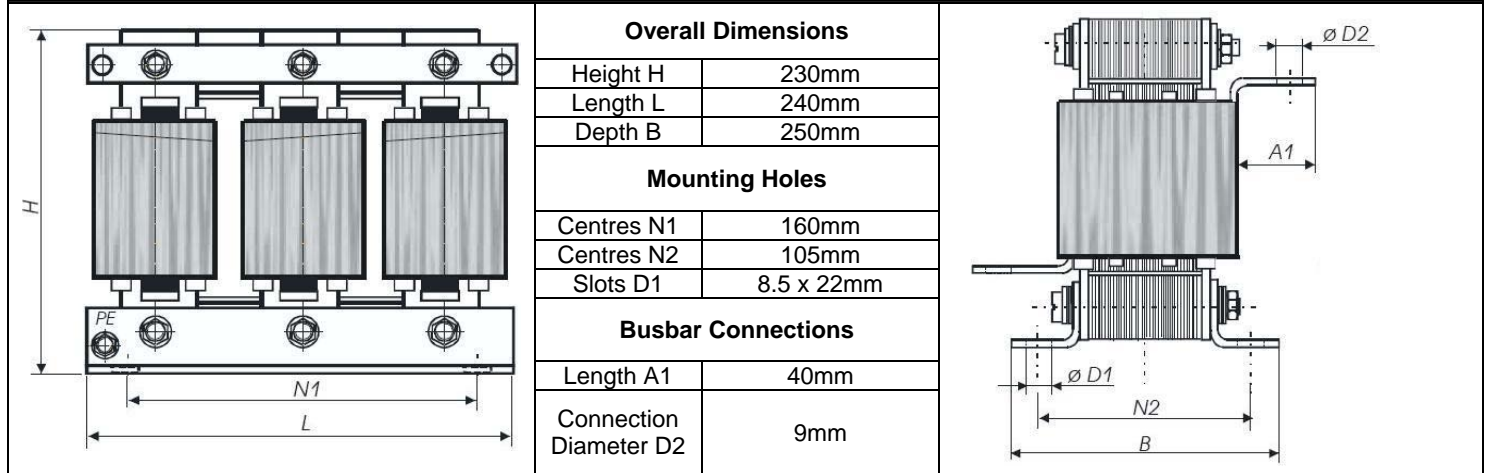 H
PE
N1
L
Overall Dimensions
Height H 230mm
Length L 240mm
Depth B 250mm
Mounting Holes
Centres N1 160mm
Centres N2 105mm
Slots D1 8.5 x 22mm
Busbar Connections
Length A1 40mm
Connection
Diameter D2 9mm
ø D2
A1
ø D1
N2
B